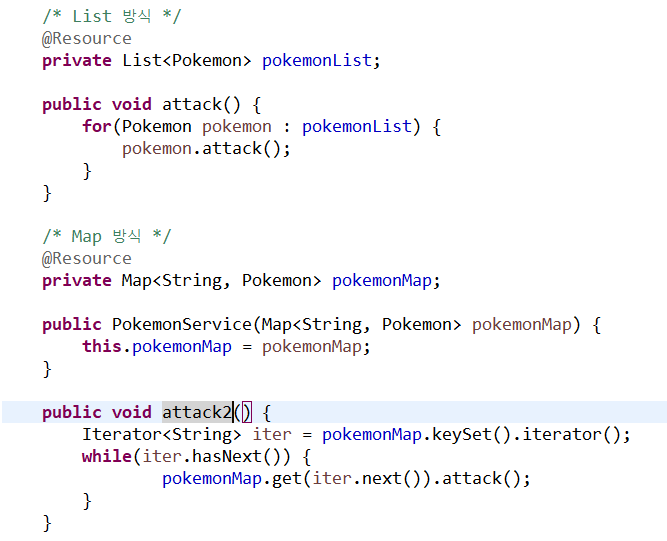 /* List 방식 */
@Resource
private List<Pokemon> pokemonList;
public void attack() {
for(Pokemon pokemon : pokemonList) {
pokemon.attack();
}
}
/* Map 방식 */
@Resource
private Map<String, Pokemon> pokemonMap;
public PokemonService(Map<String, Pokemon> pokemonMap) {
this.pokemonMap = pokemonMap;
}
public void attack2() {
Iterator<String> iter = pokemonMap.keySet().iterator();
while(iter.hasNext()) {
pokemonMap.get(iter.next()).attack();
}
}